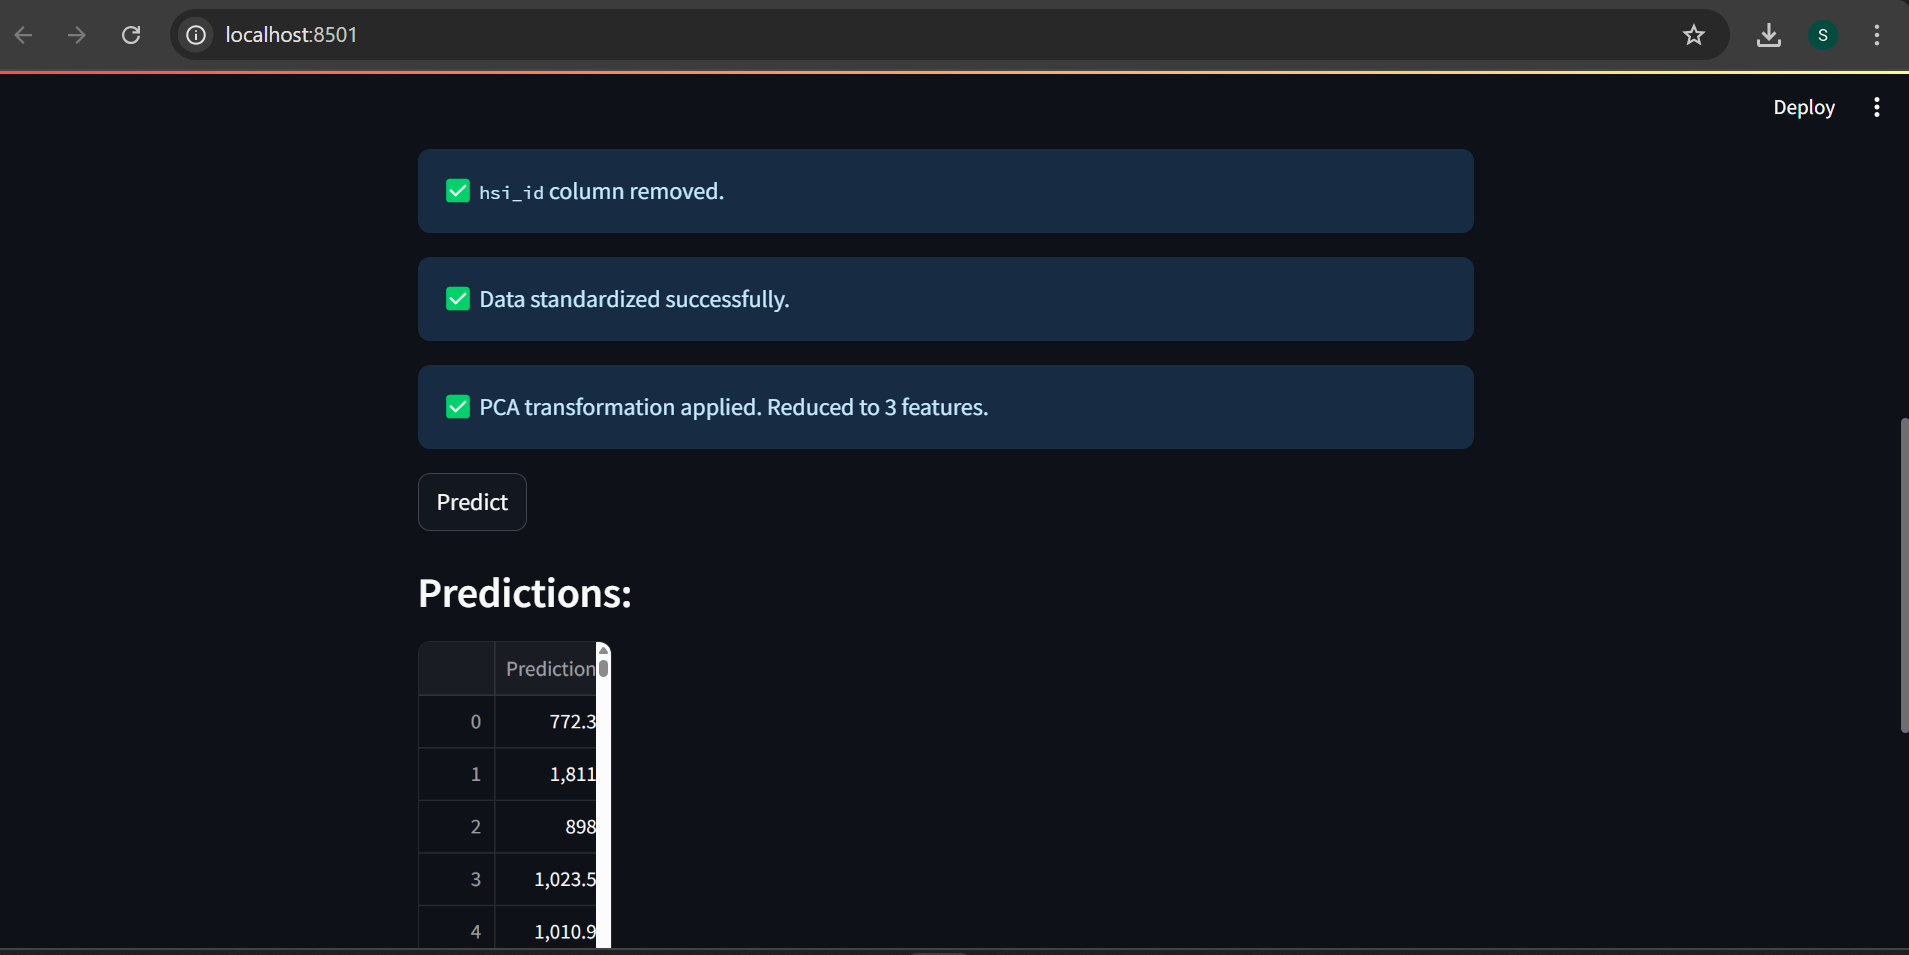 localhost:8501
S
Deploy
hsi_id column removed.
Data standardized successfully.
PCA transformation applied. Reduced to 3 features.
Predict
Predictions:
Prediction
0 772.3
1 1,811
2 898
3 1,023.5
4 1,010.9